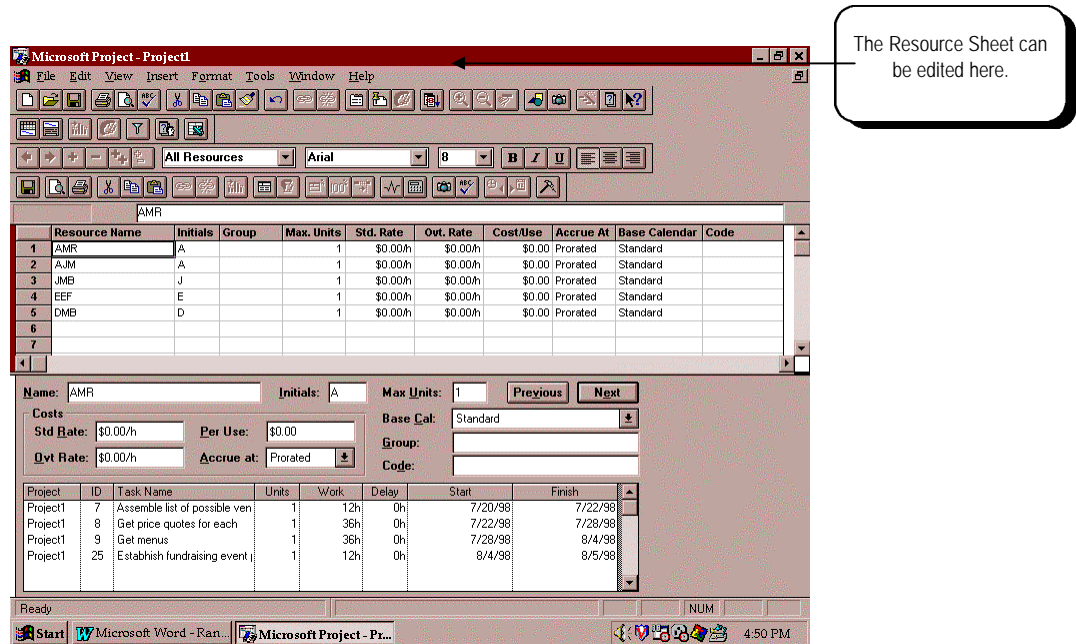 The Resource Sheet can
be edited here.
Microsoft Project - Project1
File Edit View Insert Format Tools Window Help
All Resources Arial 8 B I U
AMR
Resource Name Initials Group Max. Units Std. Rate Ovt. Rate Cost/Use Accrue At Base Calendar Code
1 AMR A 1 $0.00/h $0.00/h $0.00 Prorated Standard
2 AJM A 1 $0.00/h $0.00/h $0.00 Prorated Standard
3 JMB J 1 $0.00/h $0.00/h $0.00 Prorated Standard
4 EEF E 1 $0.00/h $0.00/h $0.00 Prorated Standard
5 DMB D 1 $0.00/h $0.00/h $0.00 Prorated Standard
6
7
Name: AMR Initials: A Max Units: 1 Previous Next
Costs
Std Rate: $0.00/h Per Use: $0.00
Ovt Rate: $0.00/h Accrue at: Prorated
Base Cal: Standard
Group:
Code:
Project ID Task Name Units Work Delay Start Finish
Project1 7 Assemble list of possible ven 1 12h 0h 7/20/98 7/22/98
Project1 8 Get price quotes for each 1 36h 0h 7/22/98 7/28/98
Project1 9 Get menus 1 36h 0h 7/28/98 8/4/98
Project1 25 Estabhish fundraising event 1 12h 0h 8/4/98 8/5/98
Ready NUM
Start Microsoft Word - Ran... Microsoft Project - Pr... 4:50 PM